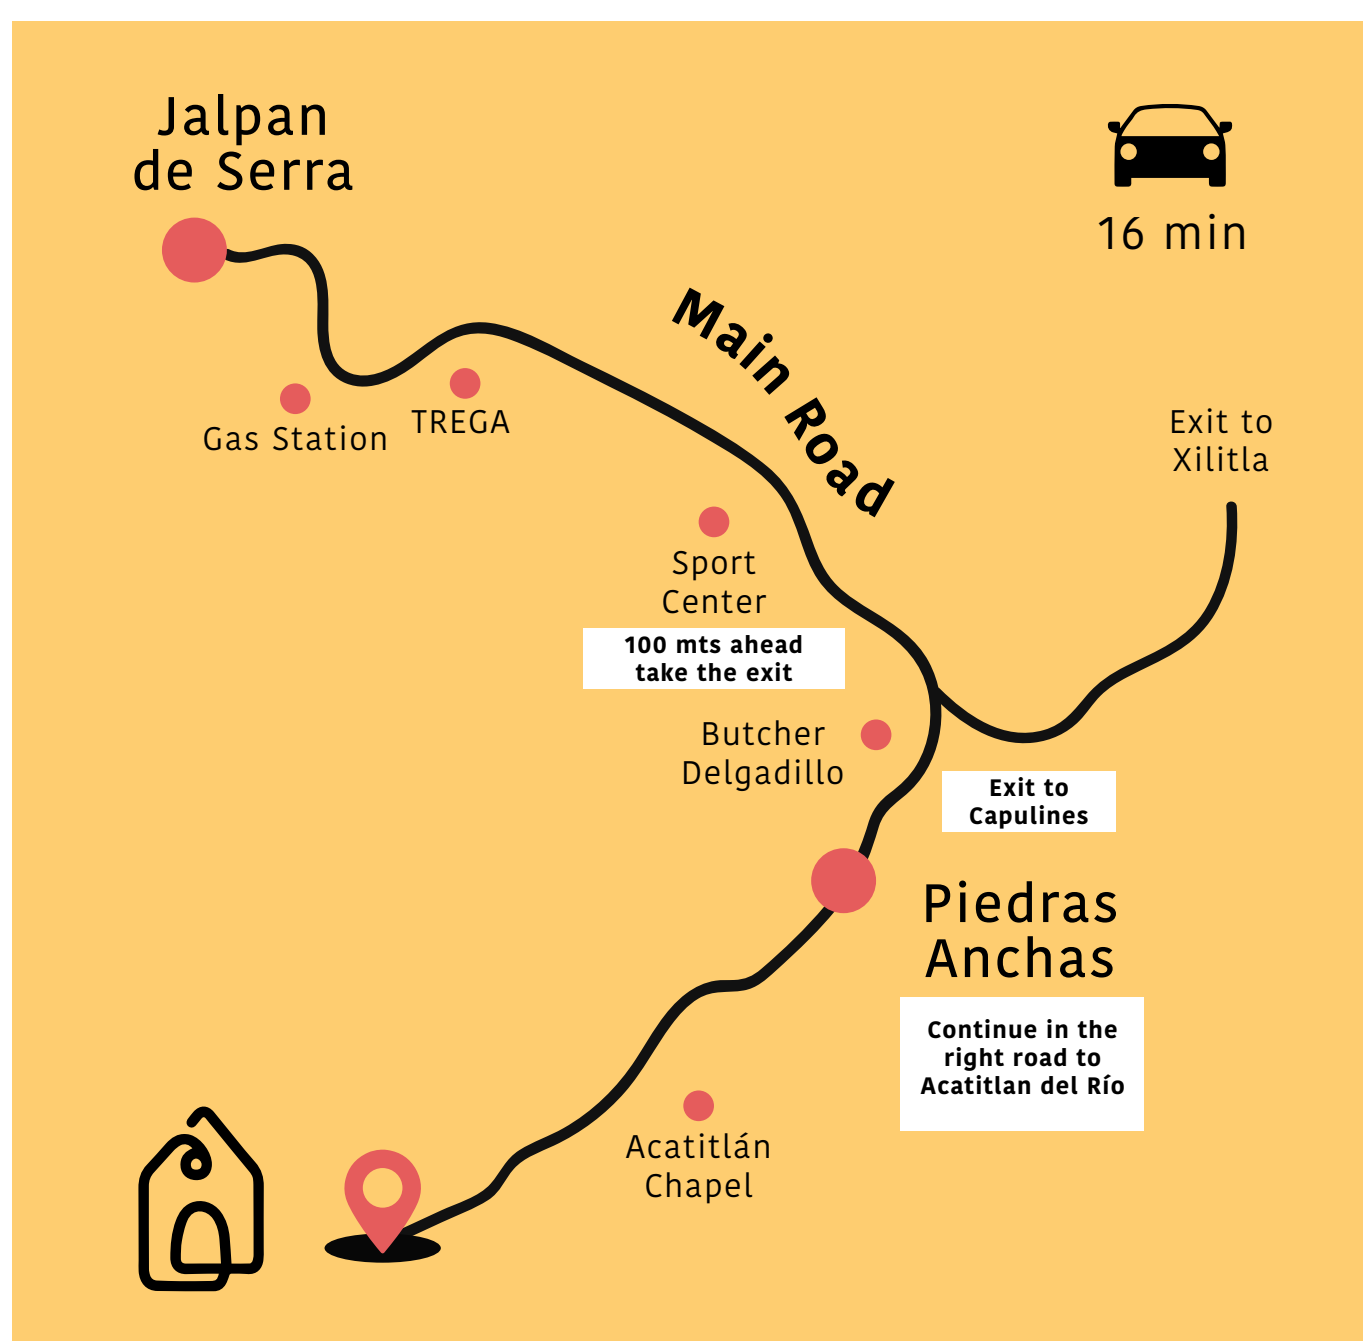 Jalpan
de Serra
16 min
Main Road
Gas Station
TREGA
Exit to
Xilitla
Sport
Center
100 mts ahead
take the exit
Butcher
Delgadillo
Exit to
Capulines
Piedras
Anchas
Continue in the
right road to
Acatitlan del Río
Acatitlán
Chapel